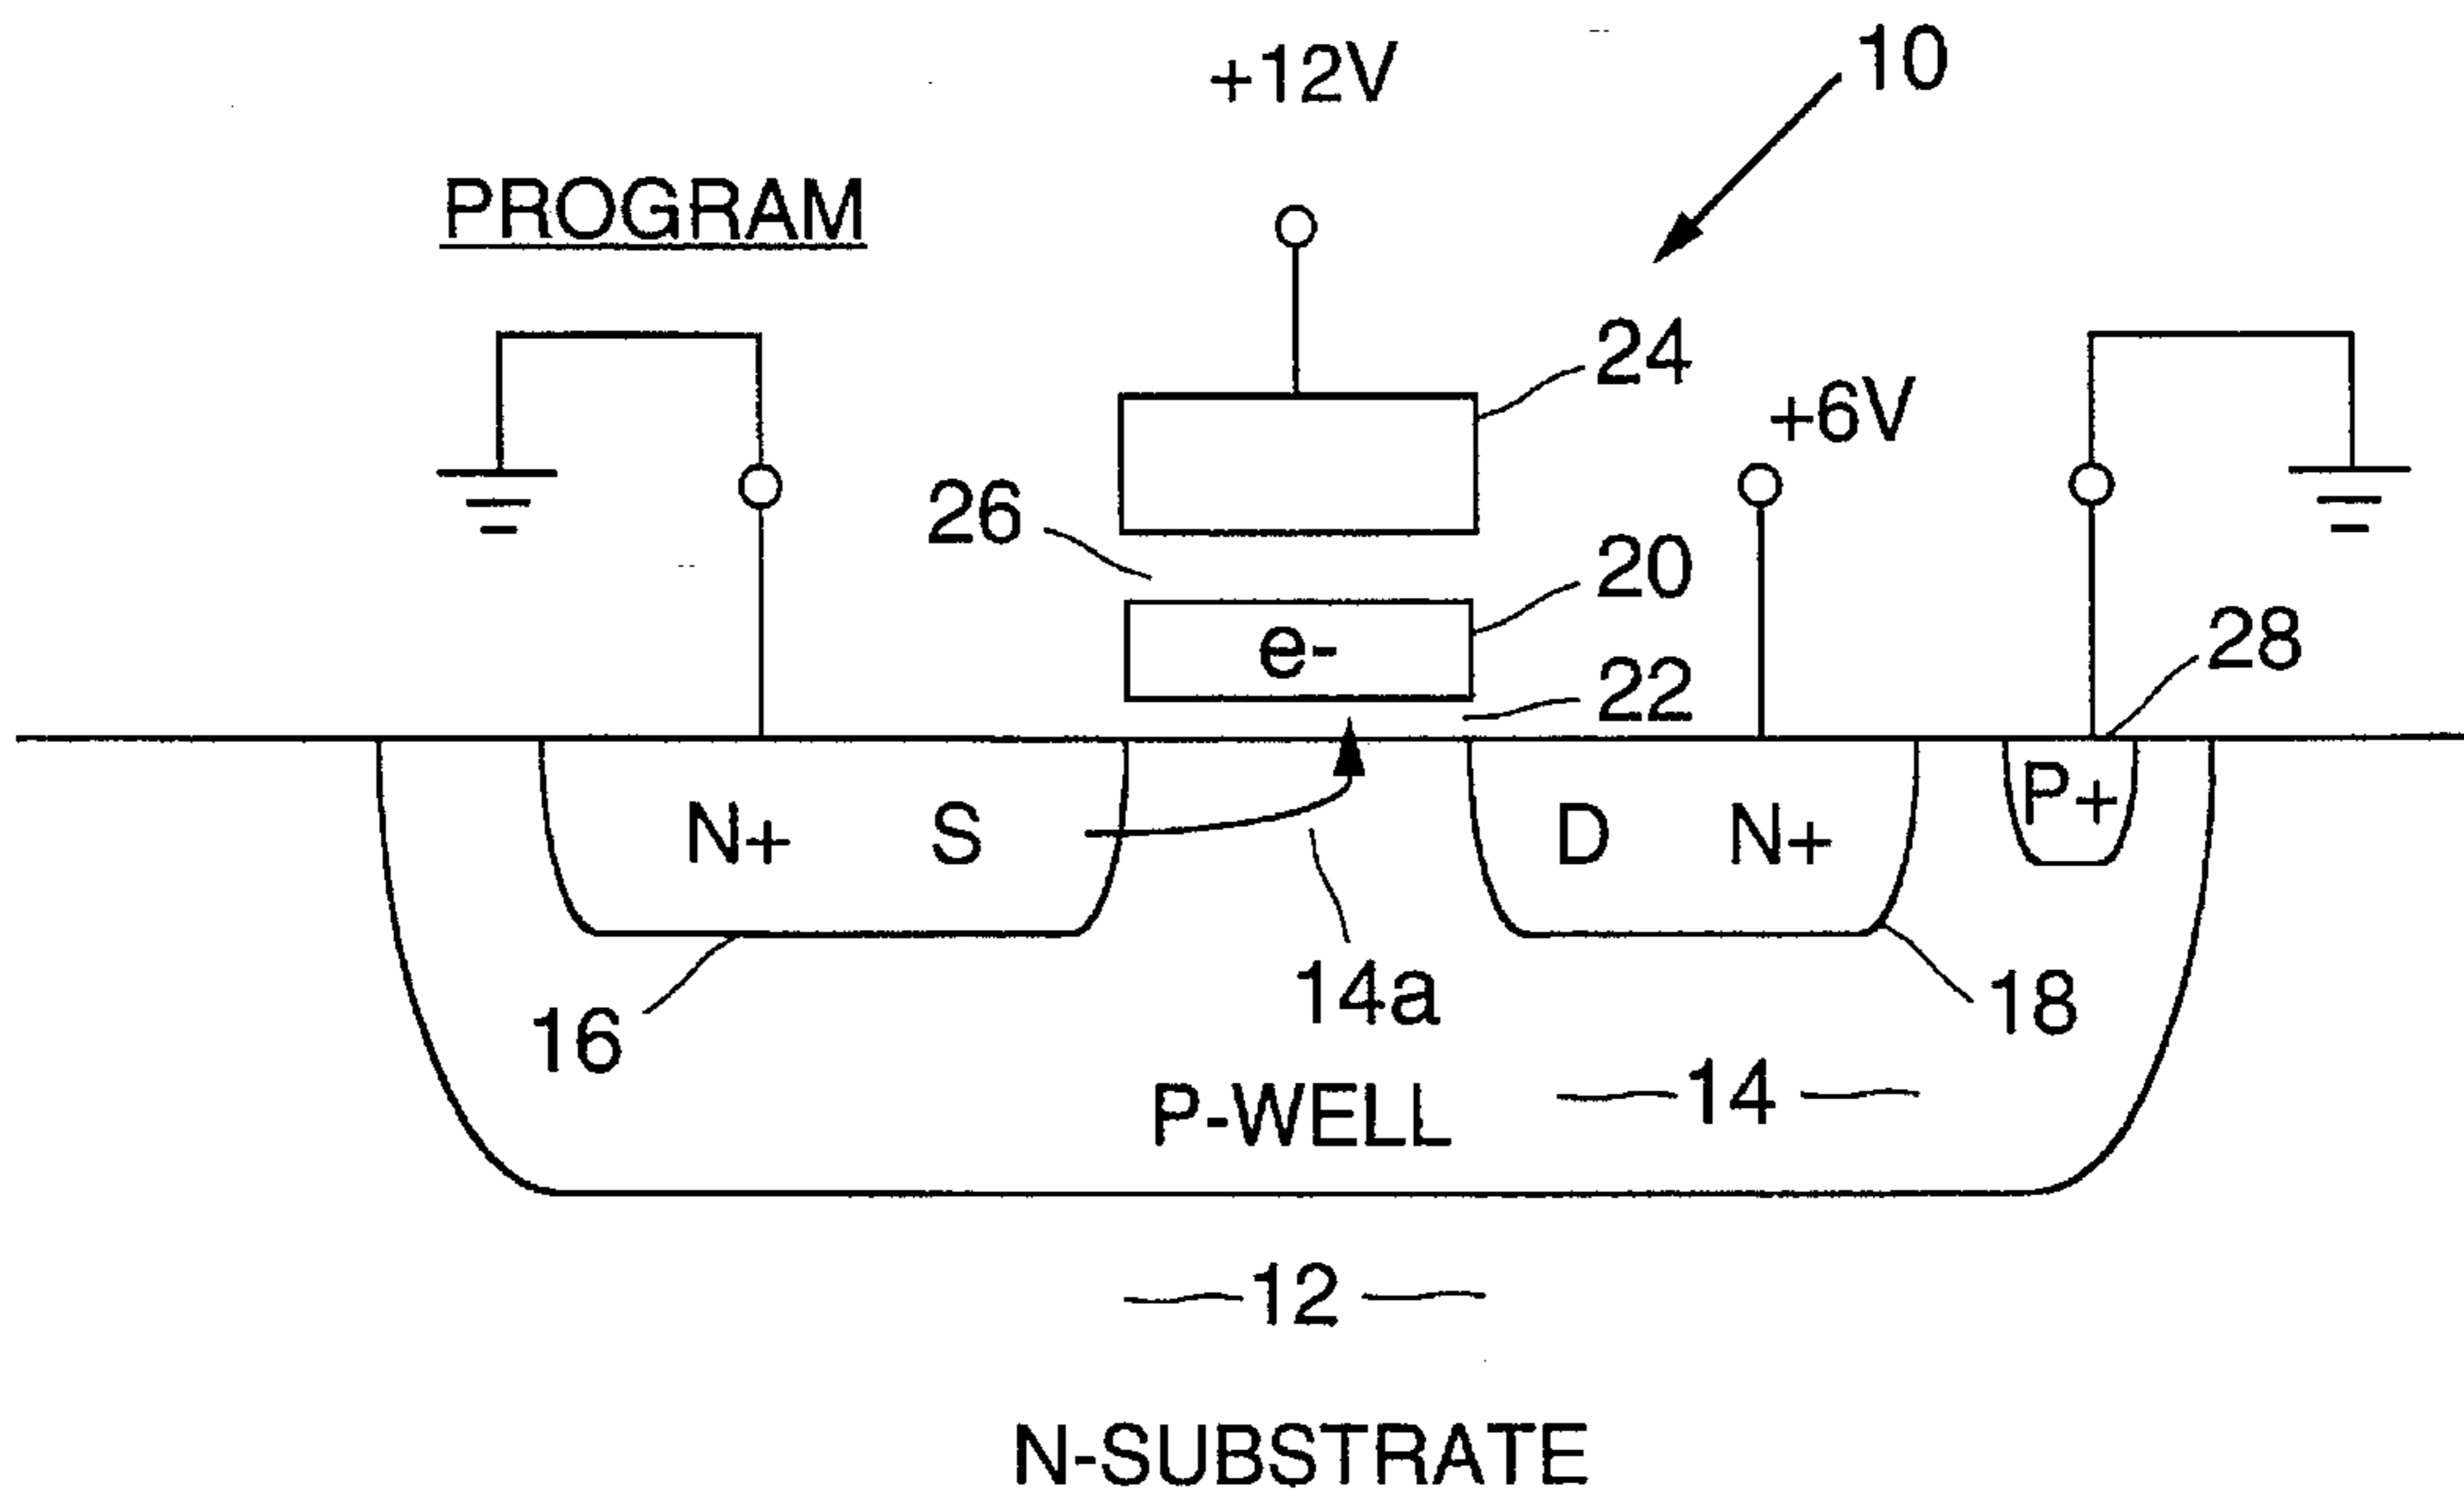 +12V
10
PROGRAM
24
+6V
26
20
e-
28
22
N+ S
D N+
P+
16
14a
18
P-WELL
14
12
N-SUBSTRATE